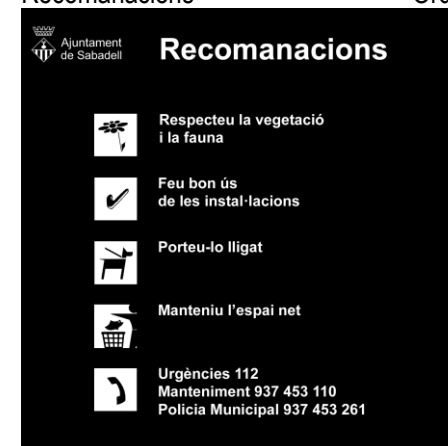 Ajuntament
de Sabadell
Recomanacions
Respecteu la vegetació
i la fauna
Feu bon ús
de les instal·lacions
Porteu-lo lligat
Manteniu l'espai net
Urgències 112
Manteniment 937 453 110
Policia Municipal 937 453 261